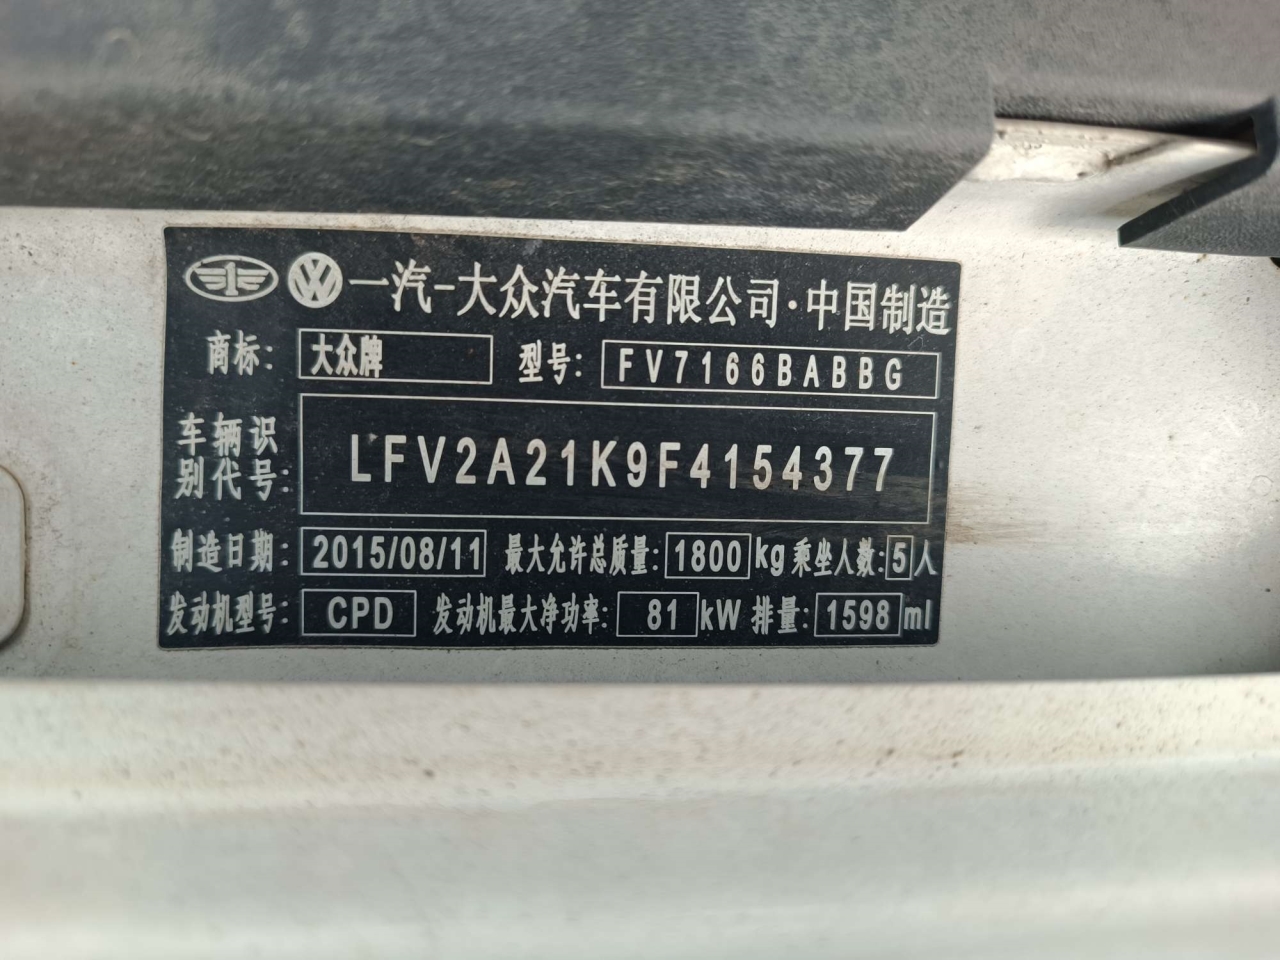 一汽-大众汽车有限公司·中国制造
商标: 大众牌 型号: FV7166BABBG
车辆识别代号: LFV2A21K9F4154377
制造日期: 2015/08/11 最大允许总质量: 1800 kg 乘坐人数: 5 人
发动机型号: CPD 发动机最大净功率: 81 kW 排量: 1598 ml